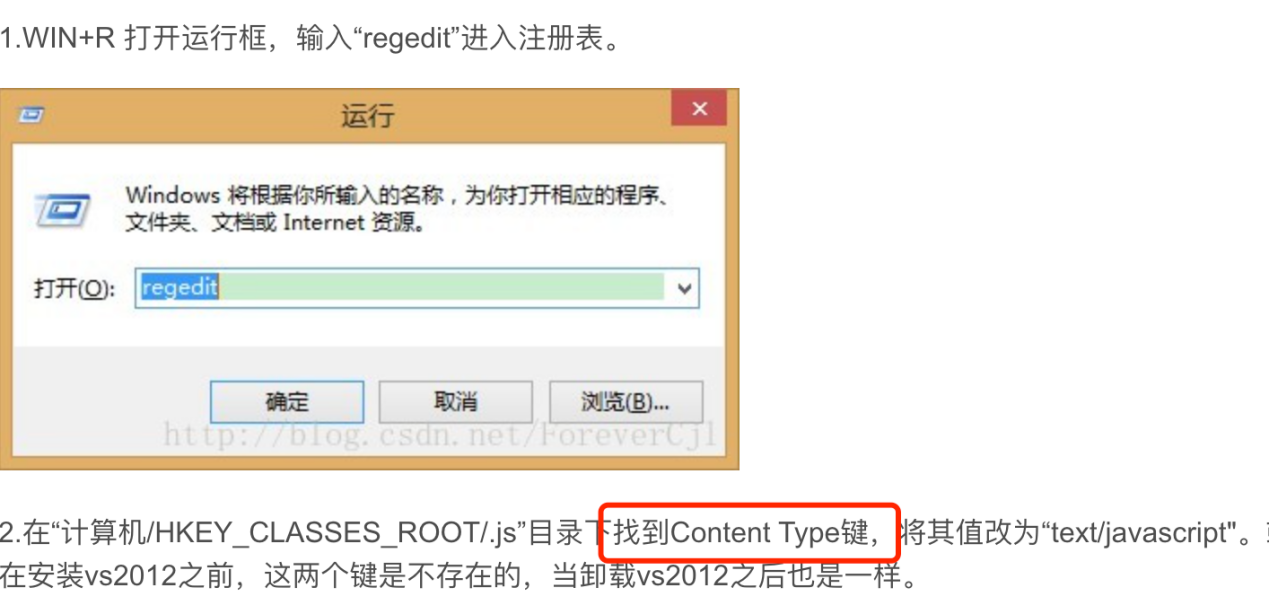 1.WIN+R 打开运行框，输入“regedit”进入注册表。
运行
Windows 将根据你所输入的名称，为你打开相应的程序、
文件夹、文档或 Internet 资源。
打开(O): regedit
确定 取消 浏览(B)...
http://blog.csdn.net/ForeverCjl
2.在“计算机/HKEY_CLASSES_ROOT/.js”目录下找到Content Type键，将其值改为“text/javascript"。
在安装vs2012之前，这两个键是不存在的，当卸载vs2012之后也是一样。